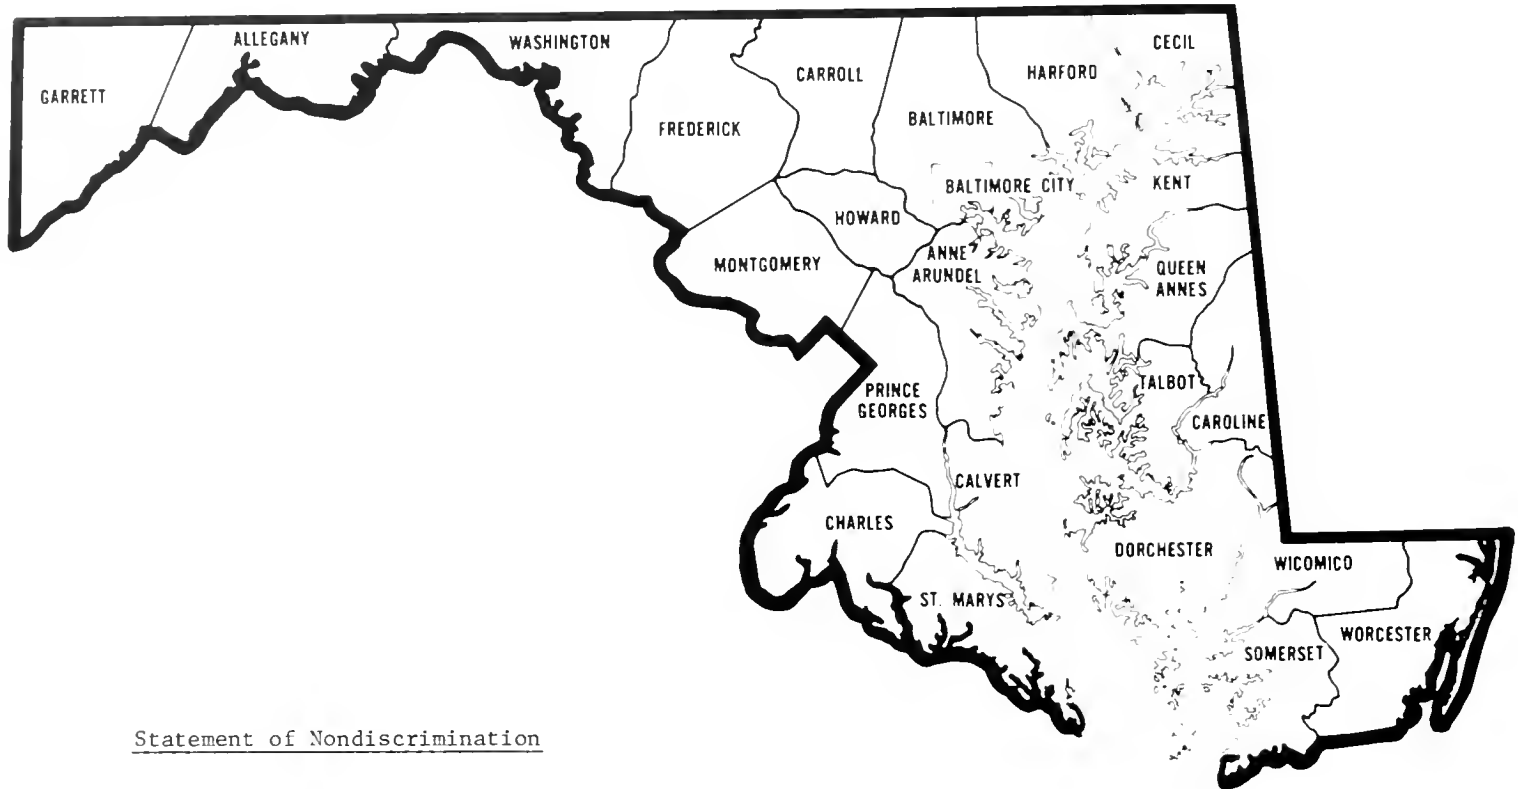 ALLEGANY
WASHINGTON
CECIL
GARRETT
CARROLL
HARFORD
FREDERICK
BALTIMORE
BALTIMORE CITY
KENT
HOWARD
MONTGOMERY
ANNE
ARUNDEL
QUEEN
ANNES
PRINCE
GEORGES
TALBOT
CAROLINE
CALVERT
CHARLES
DORCHESTER
WICOMICO
ST. MARYS
WORCESTER
SOMERSET
Statement of Nondiscrimination